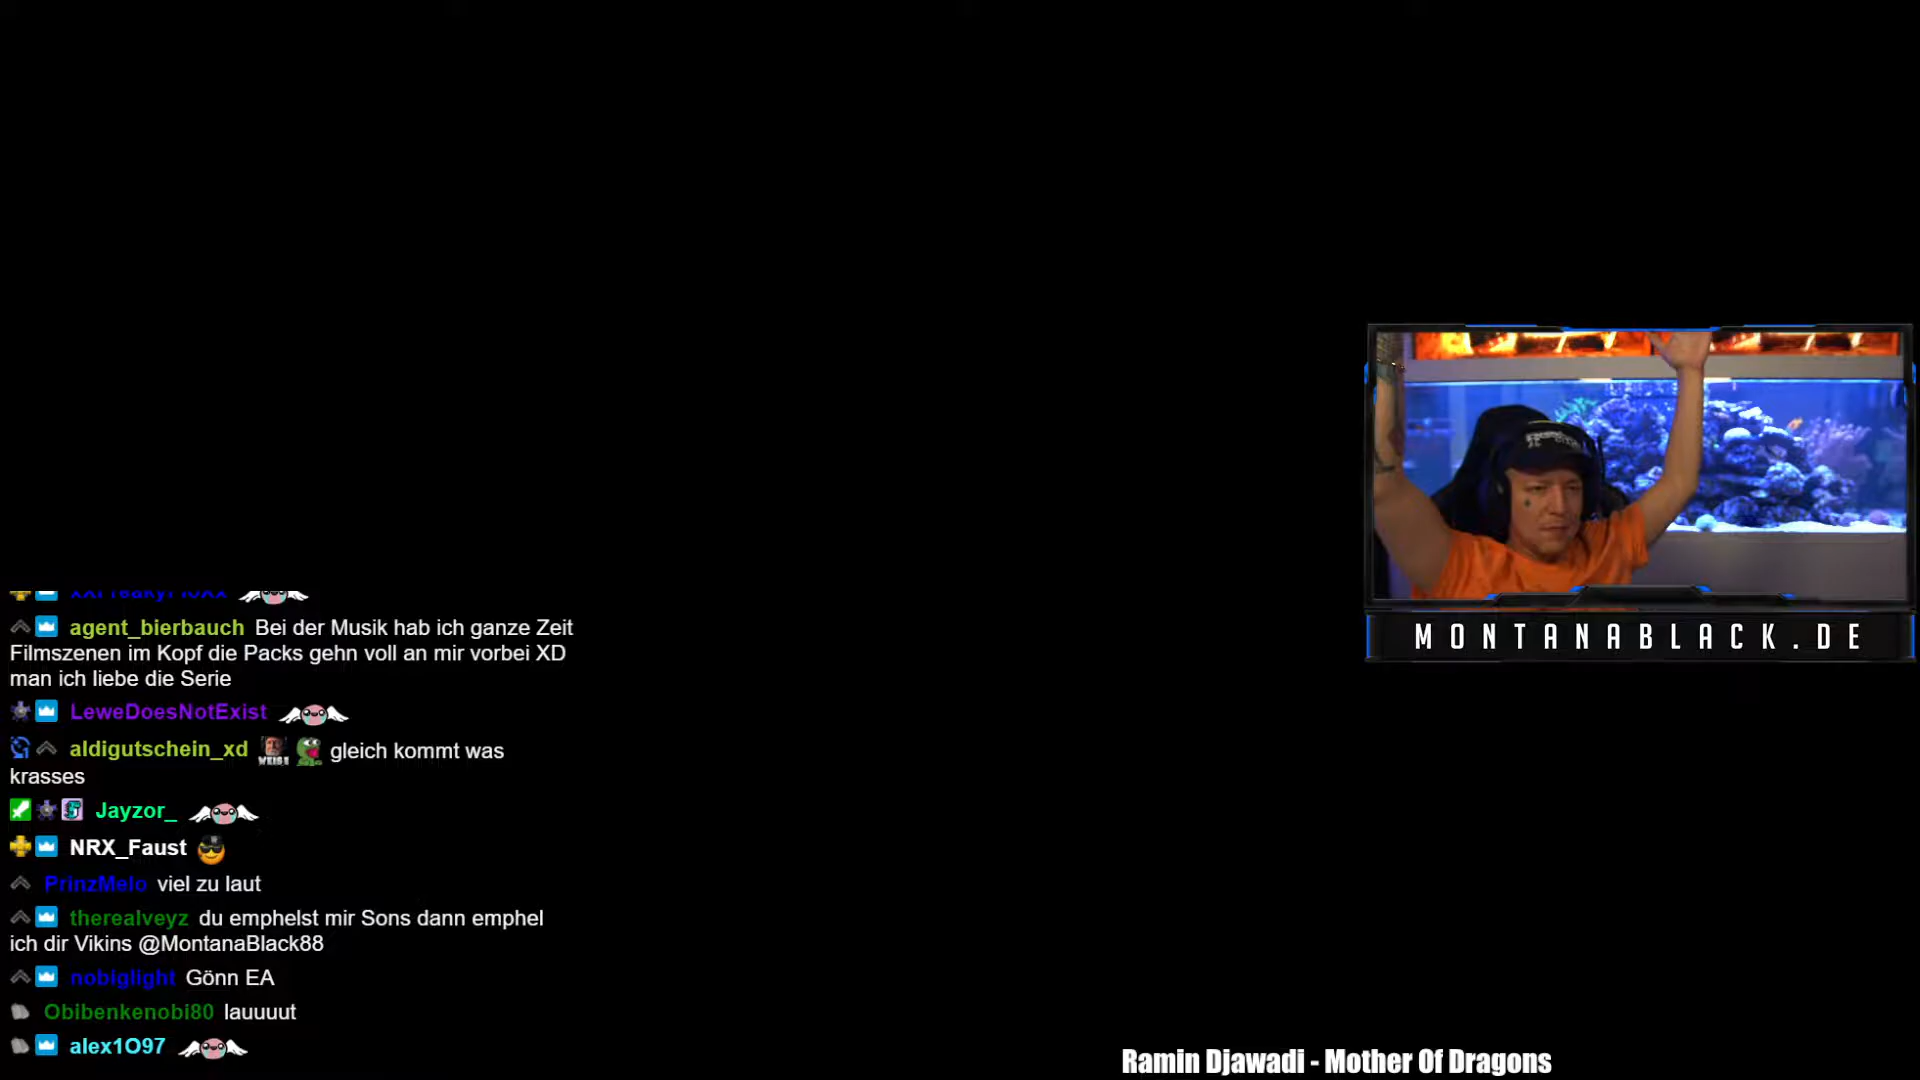 agent_bierbauch Bei der Musik hab ich ganze Zeit
Filmszenen im Kopf die Packs gehn voll an mir vorbei XD
man ich liebe die Serie
LeweDoesNotExist
aldigutschein_xd gleich kommt was
krasses
Jayzor_
NRX_Faust
PrinzMelo viel zu laut
therealveyz du emphelst mir Sons dann emphel
ich dir Vikins @MontanaBlack88
nobiglight Gönn EA
Obibenkenobi80 lauuuut
alex1O97
MONTANABLACK.DE
Ramin Djawadi - Mother Of Dragons